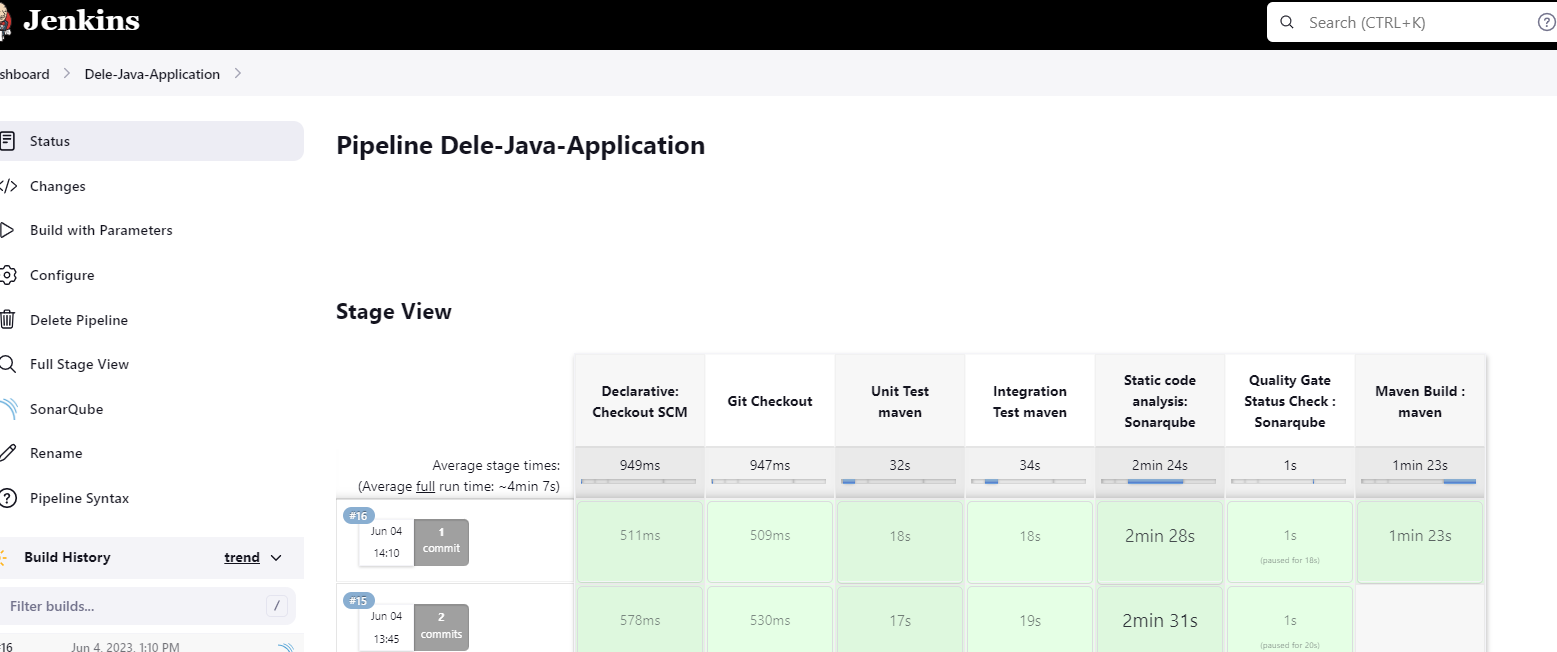 Jenkins
Search (CTRL+K)
shboard
Dele-Java-Application
Status
Changes
Build with Parameters
Configure
Delete Pipeline
Full Stage View
SonarQube
Rename
Pipeline Syntax
Build History
trend
Filter builds...
/
16
Jun 4, 2023, 1:10 PM
Pipeline Dele-Java-Application
Stage View
Declarative:
Checkout SCM
Git Checkout
Unit Test
maven
Integration
Test maven
Static code
analysis:
Sonarqube
Quality Gate
Status Check :
Sonarqube
Maven Build :
maven
Average stage times:
(Average full run time: ~4min 7s)
949ms
947ms
32s
34s
2min 24s
1s
1min 23s
#16
Jun 04
14:10
1
commit
511ms
509ms
18s
18s
2min 28s
1s
(paused for 18s)
1min 23s
#15
Jun 04
13:45
2
commits
578ms
530ms
17s
19s
2min 31s
1s
(paused for 20s)